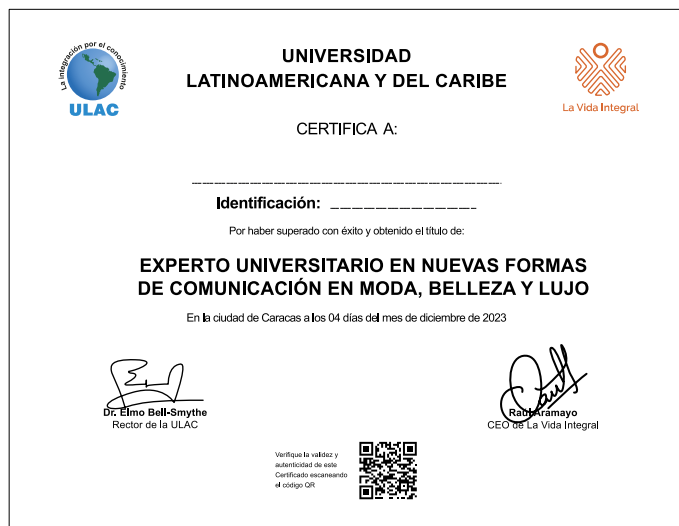 La integración por el conocimiento
ULAC
UNIVERSIDAD
LATINOAMERICANA Y DEL CARIBE
La Vida Integral
CERTIFICA A:
Identificación:
Por haber superado con éxito y obtenido el título de:
EXPERTO UNIVERSITARIO EN NUEVAS FORMAS
DE COMUNICACIÓN EN MODA, BELLEZA Y LUJO
En la ciudad de Caracas a los 04 días del mes de diciembre de 2023
Dr. Elmo Bell-Smythe
Rector de la ULAC
Raúl Aramayo
CEO de La Vida Integral
Verifique la validez y
autenticidad de este
Certificado escaneando
el código QR